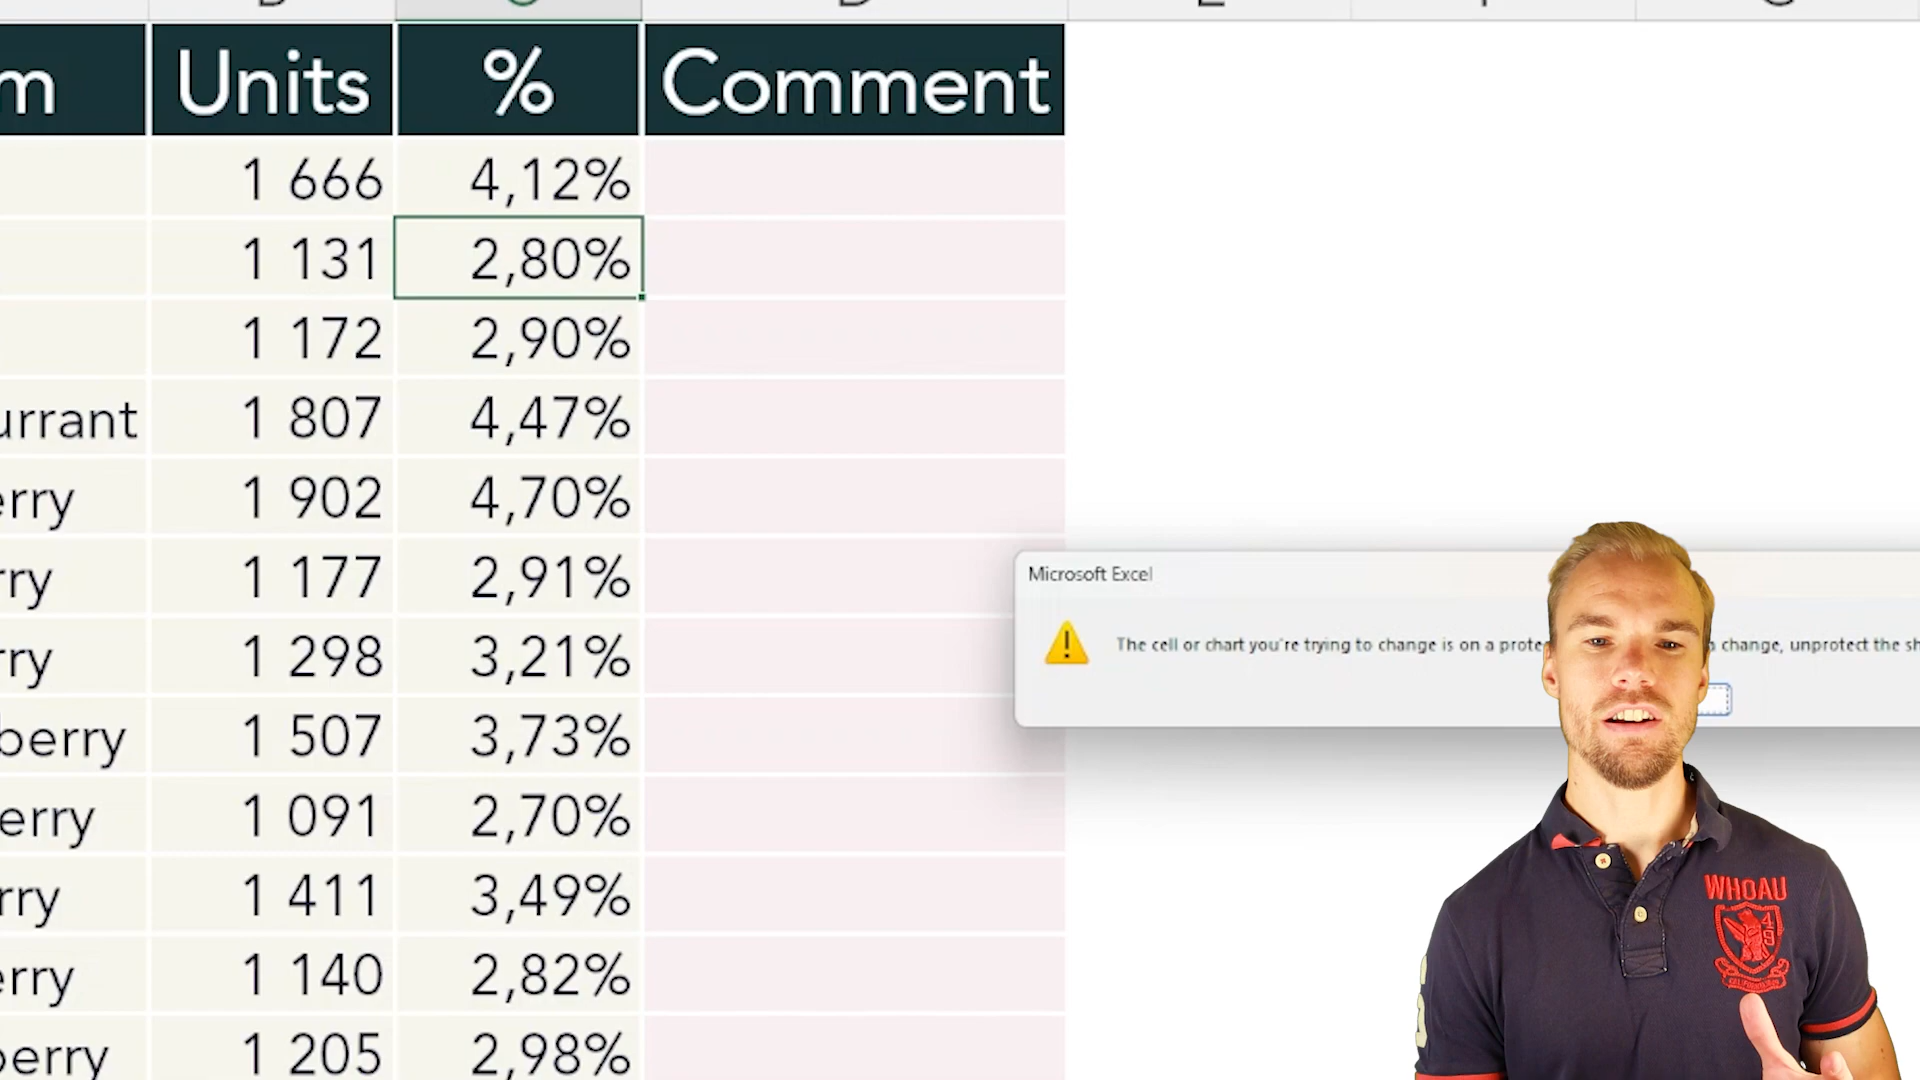 m Units % Comment
1 666 4,12%
1 131 2,80%
1 172 2,90%
urrant 1 807 4,47%
erry 1 902 4,70%
rry 1 177 2,91%
rry 1 298 3,21%
berry 1 507 3,73%
erry 1 091 2,70%
rry 1 411 3,49%
erry 1 140 2,82%
berry 1 205 2,98%
Microsoft Excel
The cell or chart you're trying to change is on a prote change, unprotect the sh
WHOAU
49